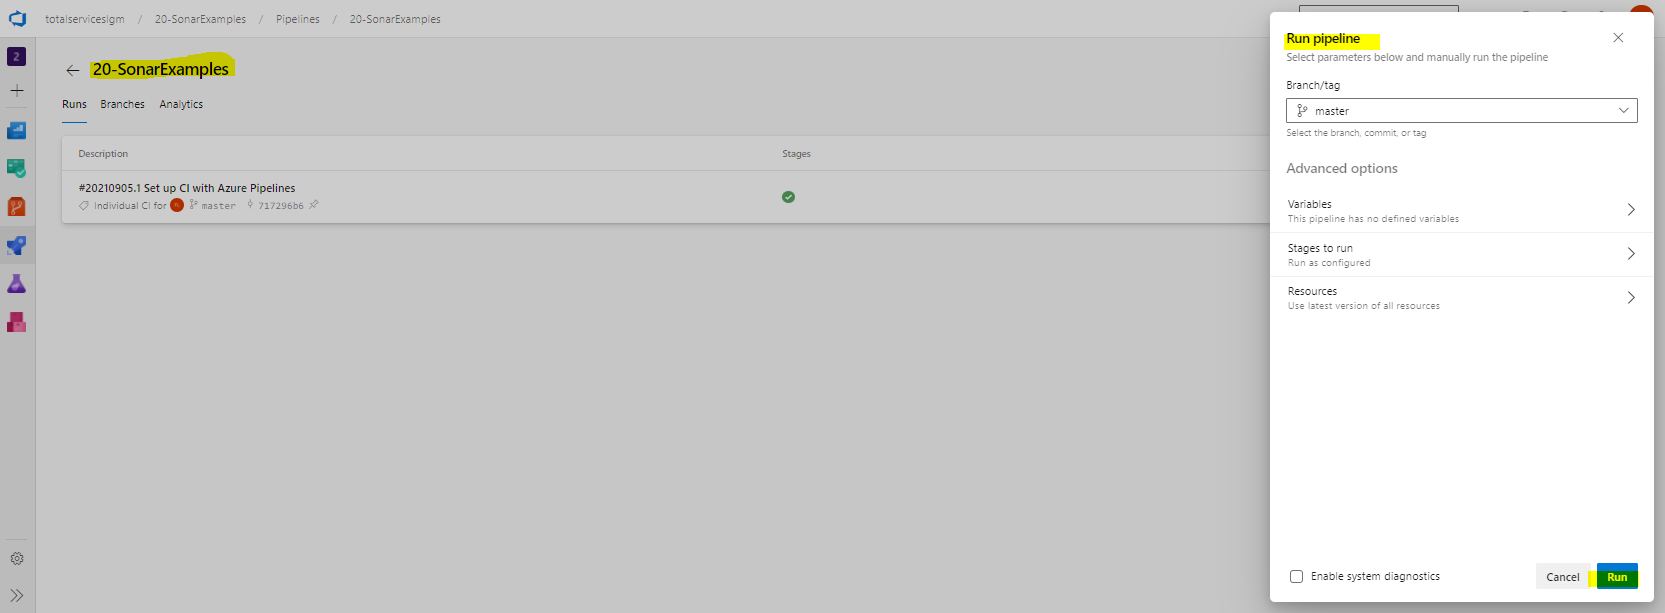 totalserviceslgm / 20-SonarExamples / Pipelines / 20-SonarExamples
2
20-SonarExamples
Runs Branches Analytics
Description Stages
#20210905.1 Set up CI with Azure Pipelines
Individual CI for master 717296b6
Run pipeline
Select parameters below and manually run the pipeline
Branch/tag
master
Select the branch, commit, or tag
Advanced options
Variables
This pipeline has no defined variables
Stages to run
Run as configured
Resources
Use latest version of all resources
Enable system diagnostics
Cancel
Run